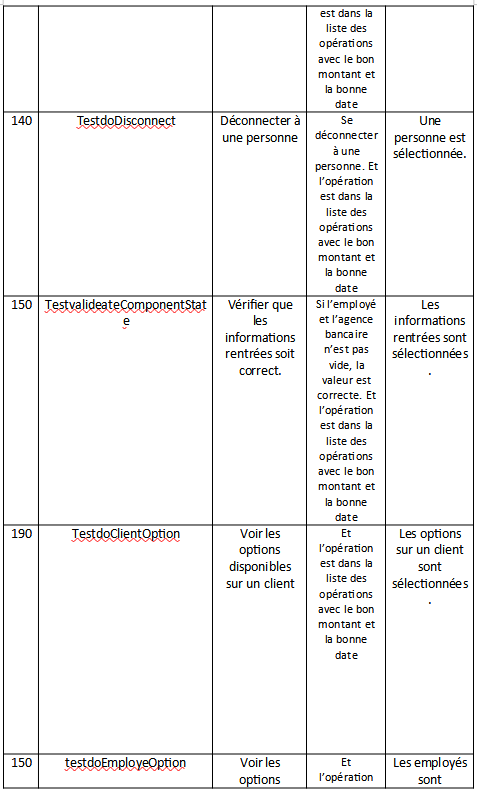 est dans la
liste des
opérations
avec le bon
montant et
la bonne
date
140
TestdoDisconnect
Déconnecter à
une personne
Se
déconnecter
à une
personne. Et
l'opération
est dans la
liste des
opérations
avec le bon
montant et
la bonne
date
Une
personne est
sélectionnée.
150
TestvalideateComponentStat
e
Vérifier que
les
informations
rentrées soit
correct.
Si l'employé
et l'agence
bancaire
n'est pas
vide, la
valeur est
correcte. Et
l'opération
est dans la
liste des
opérations
avec le bon
montant et
la bonne
date
Les
informations
rentrées sont
sélectionnées
.
190
TestdoClientOption
Voir les
options
disponibles
sur un client
Et
l'opération
est dans la
liste des
opérations
avec le bon
montant et
la bonne
date
Les options
sur un client
sont
sélectionnées
.
150
testdoEmployeOption
Voir les
options
Et
l'opération
Les employés
sont